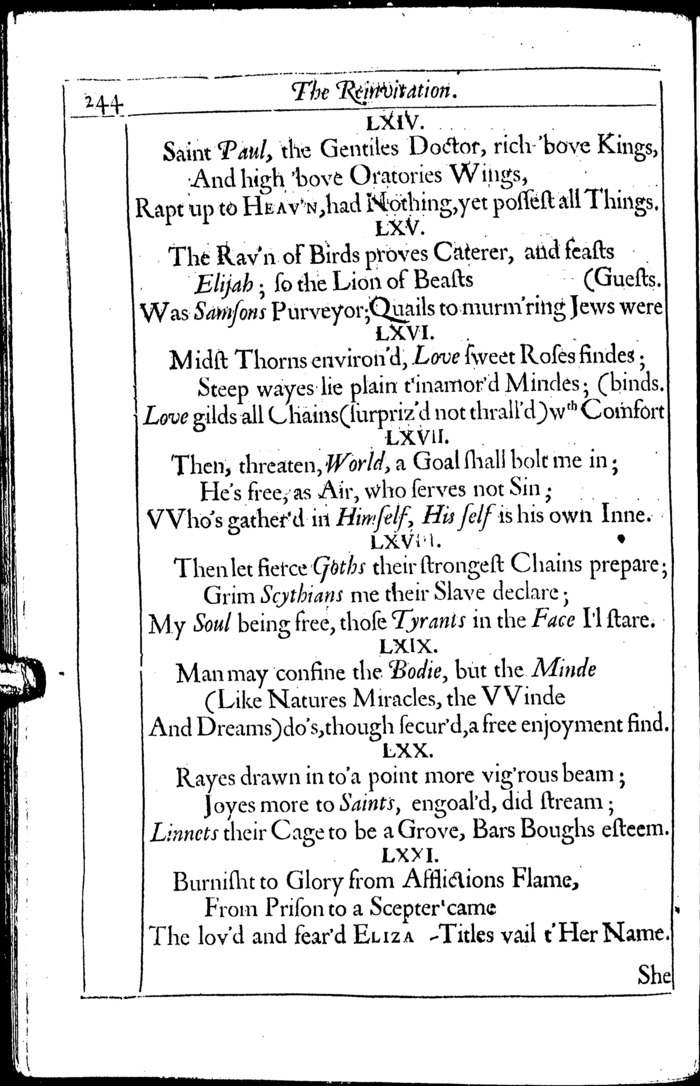 244
The Reinvitation.
LXIV.
Saint Paul, the Gentiles Doctor, rich 'bove Kings,
And high 'bove Oratories Wings,
Rapt up to HEAV'N, had Nothing, yet posſeſt all Things.
LXV.
The Rav'n of Birds proves Caterer, and feaſts
Elijah; ſo the Lion of Beaſts (Gueſts.
Was Samſons Purveyor; Quails to murm'ring Jews were
LXVI.
Midſt Thorns environ'd, Love ſweet Roſes findes;
Steep wayes lie plain t'inamor'd Mindes; (binds.
Love gilds all Chains (ſurpriz'd not thrall'd) wth Comfort
LXVII.
Then, threaten, World, a Goal ſhall bolt me in;
He's free, as Air, who ſerves not Sin;
VVho's gather'd in Himſelf, His ſelf is his own Inne.
LXVIII.
Then let fierce Goths their ſtrongeſt Chains prepare;
Grim Scythians me their Slave declare;
My Soul being free, thoſe Tyrants in the Face I'l ſtare.
LXIX.
Man may confine the Bodie, but the Minde
(Like Natures Miracles, the VVinde
And Dreams) do's, though ſecur'd, a free enjoyment find.
LXX.
Rayes drawn in to'a point more vig'rous beam;
Joyes more to Saints, engoal'd, did ſtream;
Linnets their Cage to be a Grove, Bars Boughs eſteem.
LXXI.
Burniſht to Glory from Afflictions Flame,
From Priſon to a Scepter'came
The lov'd and fear'd ELIZA -Titles vail t'Her Name.
She